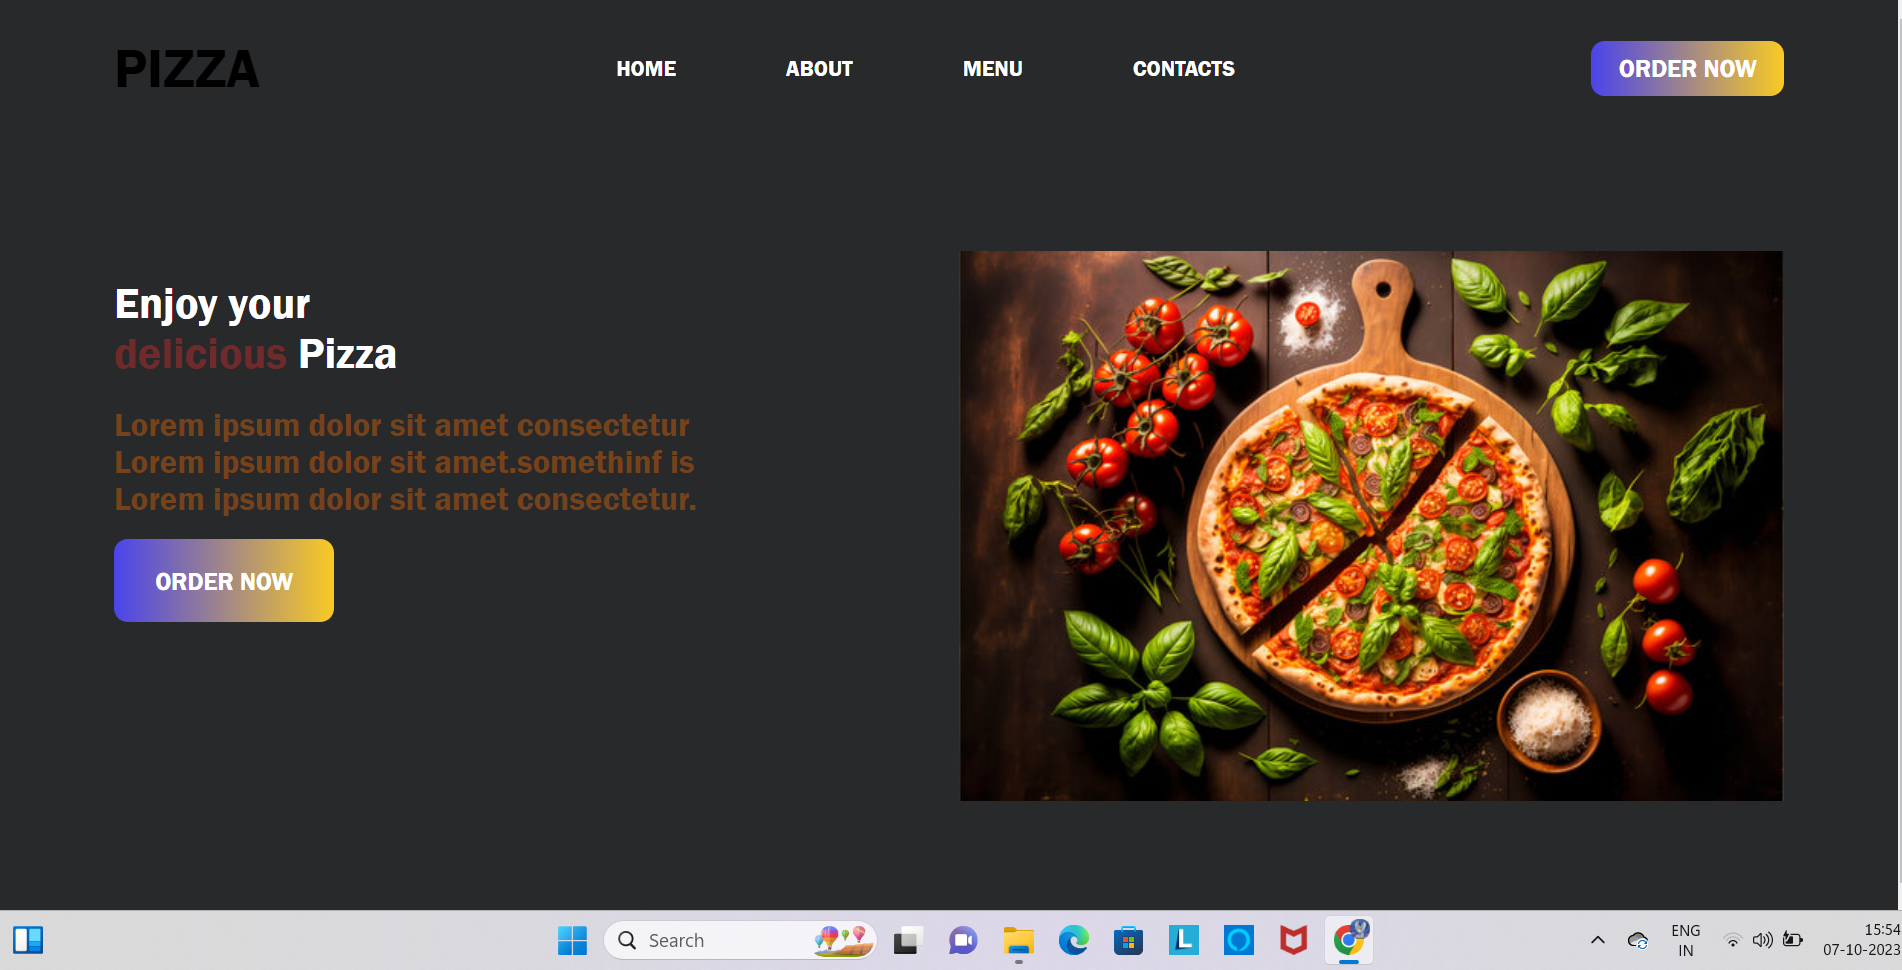 PIZZA
HOME ABOUT MENU CONTACTS
ORDER NOW
Enjoy your
delicious Pizza
Lorem ipsum dolor sit amet consectetur
Lorem ipsum dolor sit amet.somethinf is
Lorem ipsum dolor sit amet consectetur.
ORDER NOW
Search
L
ENG
IN
15:54
07-10-2023